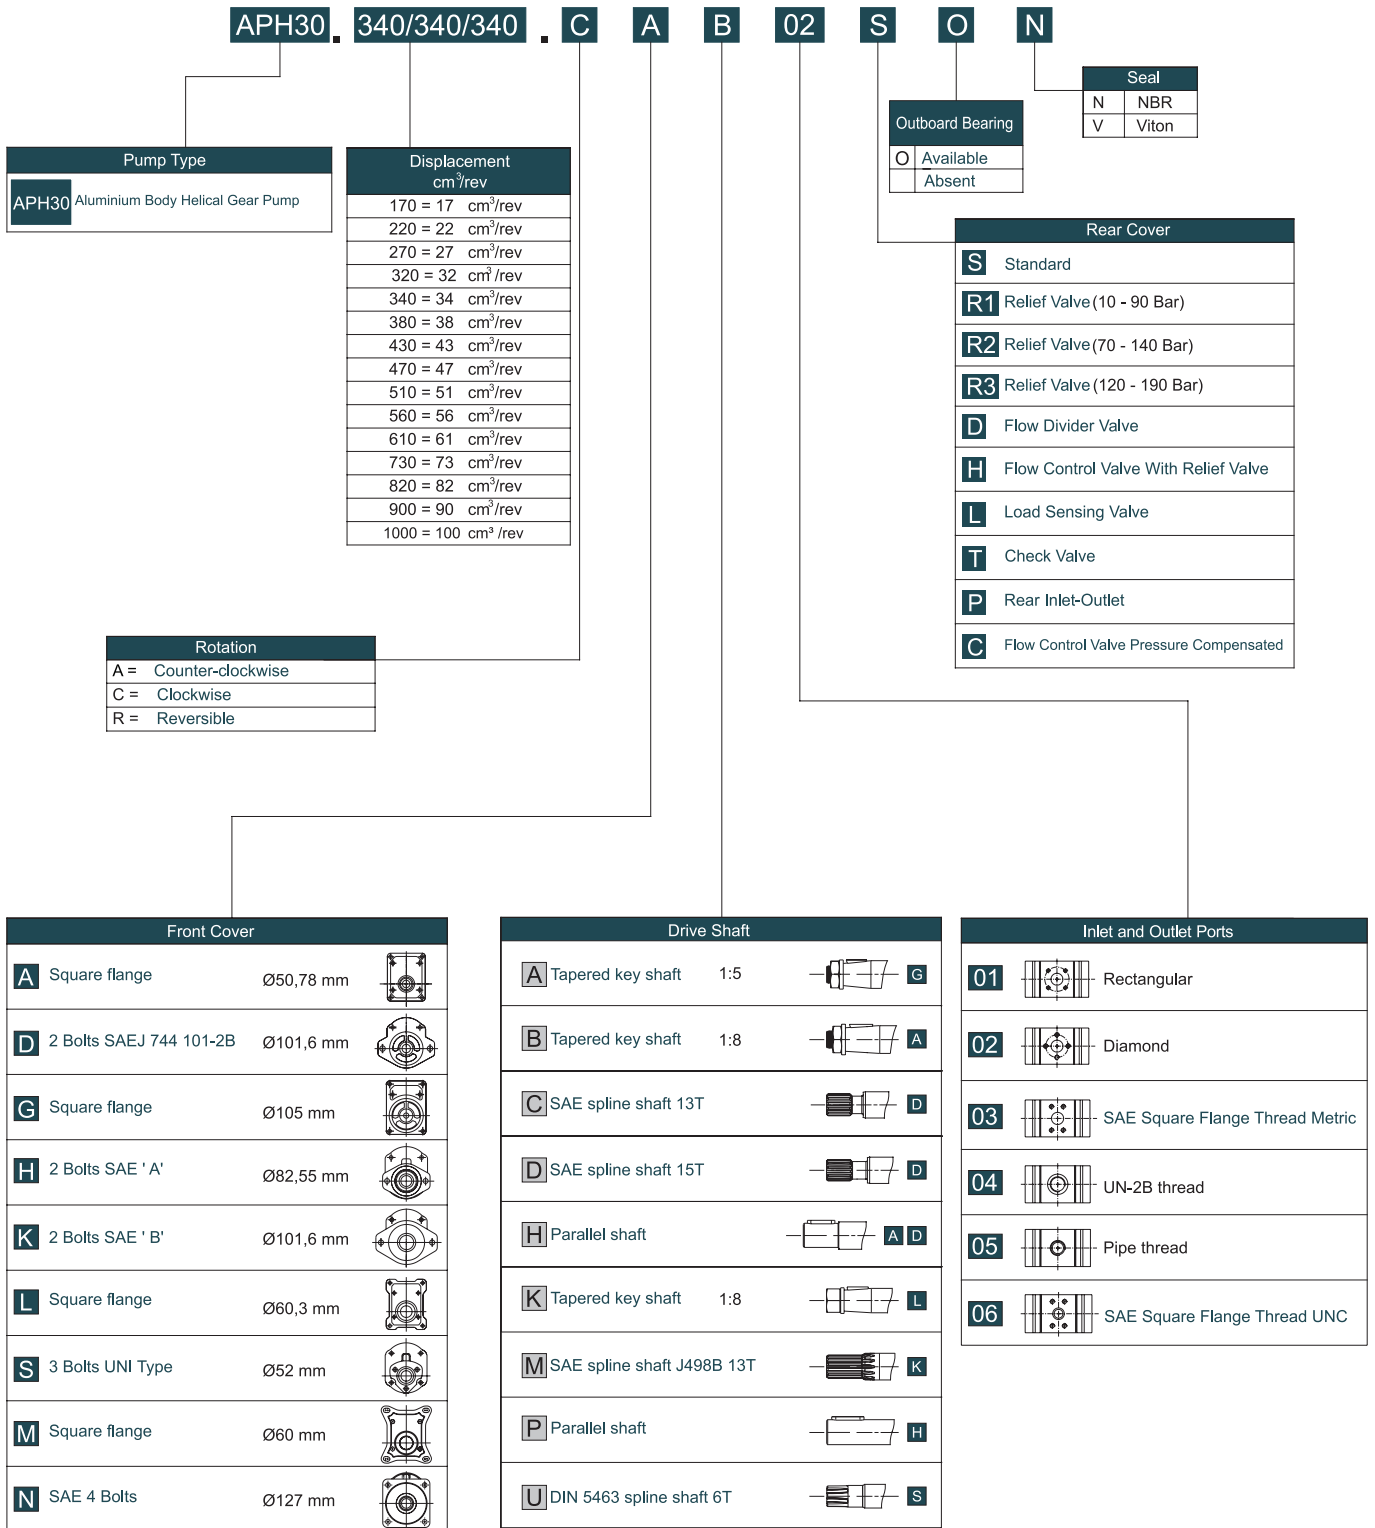 APH30 . 340/340/340 . C A B 02 S O N
Seal
N NBR
V Viton
Outboard Bearing
O Available
Absent
Pump Type
APH30 Aluminium Body Helical Gear Pump
Displacement
cm³/rev
170 = 17 cm³/rev
220 = 22 cm³/rev
270 = 27 cm³/rev
320 = 32 cm³/rev
340 = 34 cm³/rev
380 = 38 cm³/rev
430 = 43 cm³/rev
470 = 47 cm³/rev
510 = 51 cm³/rev
560 = 56 cm³/rev
610 = 61 cm³/rev
730 = 73 cm³/rev
820 = 82 cm³/rev
900 = 90 cm³/rev
1000 = 100 cm³ /rev
Rear Cover
S Standard
R1 Relief Valve (10 - 90 Bar)
R2 Relief Valve (70 - 140 Bar)
R3 Relief Valve (120 - 190 Bar)
D Flow Divider Valve
H Flow Control Valve With Relief Valve
L Load Sensing Valve
T Check Valve
P Rear Inlet-Outlet
C Flow Control Valve Pressure Compensated
Rotation
A = Counter-clockwise
C = Clockwise
R = Reversible
Front Cover
A Square flange Ø50,78 mm
D 2 Bolts SAEJ 744 101-2B Ø101,6 mm
G Square flange Ø105 mm
H 2 Bolts SAE ' A' Ø82,55 mm
K 2 Bolts SAE ' B' Ø101,6 mm
L Square flange Ø60,3 mm
S 3 Bolts UNI Type Ø52 mm
M Square flange Ø60 mm
N SAE 4 Bolts Ø127 mm
Drive Shaft
A Tapered key shaft 1:5 G
B Tapered key shaft 1:8 A
C SAE spline shaft 13T D
D SAE spline shaft 15T D
H Parallel shaft A D
K Tapered key shaft 1:8 L
M SAE spline shaft J498B 13T K
P Parallel shaft H
U DIN 5463 spline shaft 6T S
Inlet and Outlet Ports
01 Rectangular
02 Diamond
03 SAE Square Flange Thread Metric
04 UN-2B thread
05 Pipe thread
06 SAE Square Flange Thread UNC